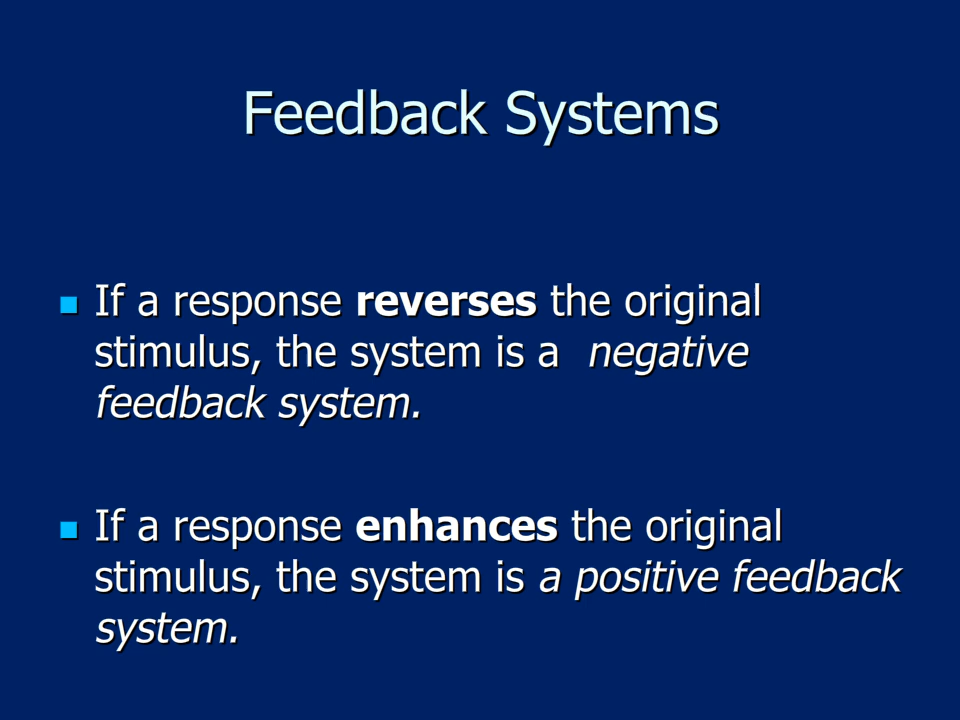 Feedback Systems
If a response reverses the original
stimulus, the system is a negative
feedback system.
If a response enhances the original
stimulus, the system is a positive feedback
system.